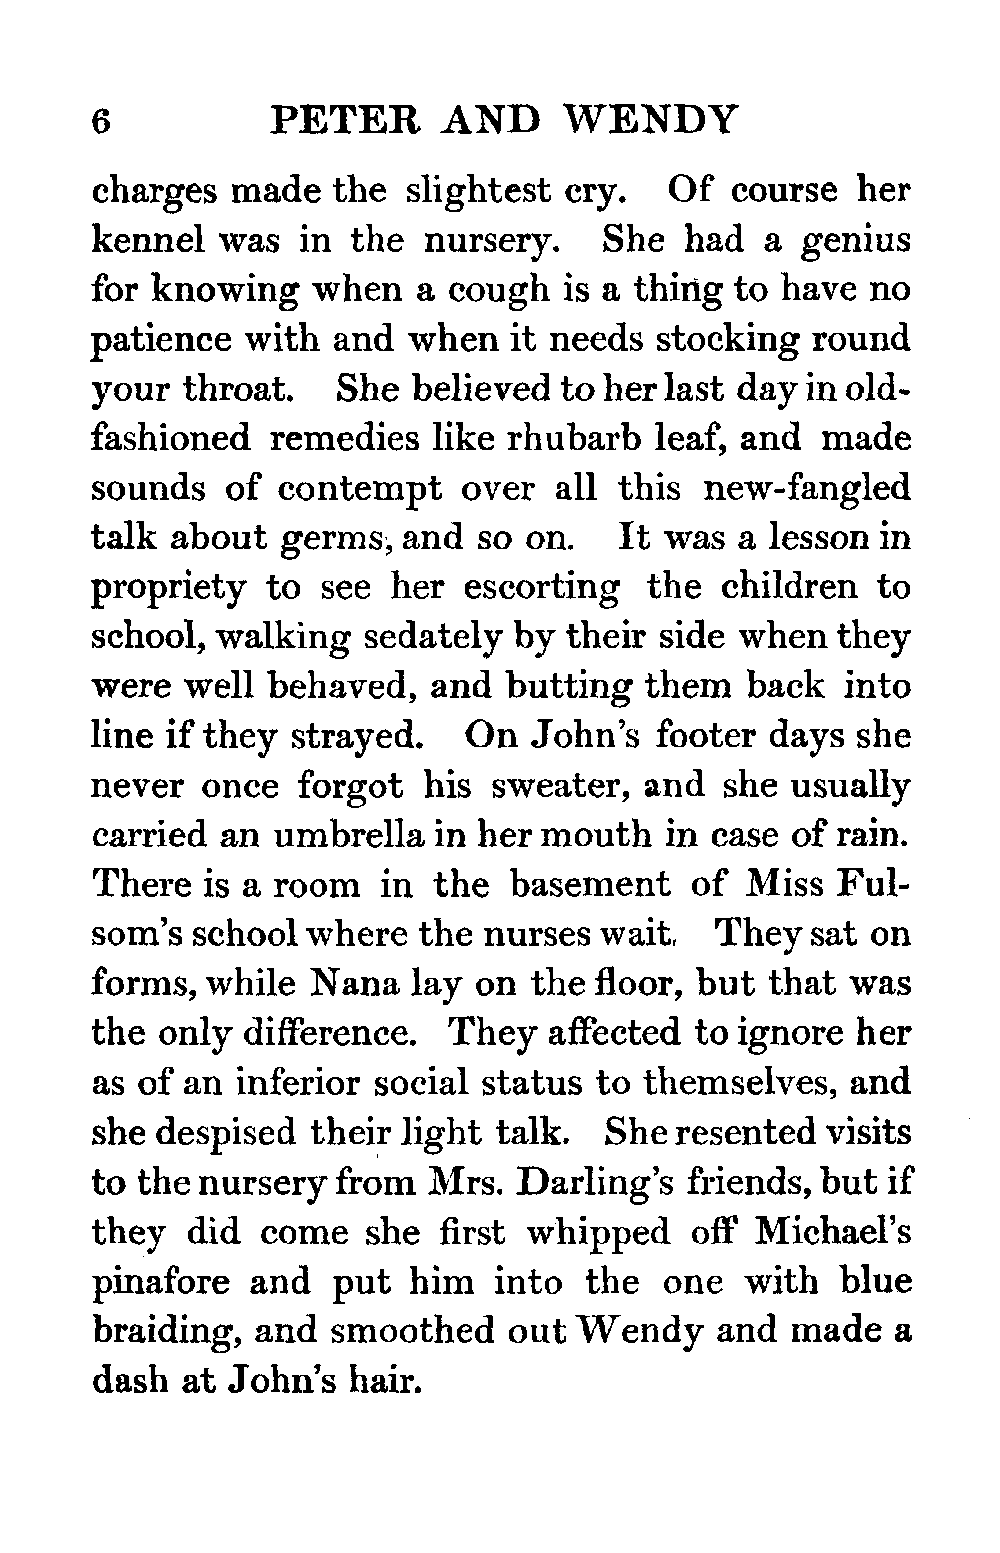 6 PETER AND WENDY
charges made the slightest cry. Of course her
kennel was in the nursery. She had a genius
for knowing when a cough is a thing to have no
patience with and when it needs stocking round
your throat. She believed to her last day in old-
fashioned remedies like rhubarb leaf, and made
sounds of contempt over all this new-fangled
talk about germs, and so on. It was a lesson in
propriety to see her escorting the children to
school, walking sedately by their side when they
were well behaved, and butting them back into
line if they strayed. On John's footer days she
never once forgot his sweater, and she usually
carried an umbrella in her mouth in case of rain.
There is a room in the basement of Miss Ful-
som's school where the nurses wait. They sat on
forms, while Nana lay on the floor, but that was
the only difference. They affected to ignore her
as of an inferior social status to themselves, and
she despised their light talk. She resented visits
to the nursery from Mrs. Darling's friends, but if
they did come she first whipped off Michael's
pinafore and put him into the one with blue
braiding, and smoothed out Wendy and made a
dash at John's hair.